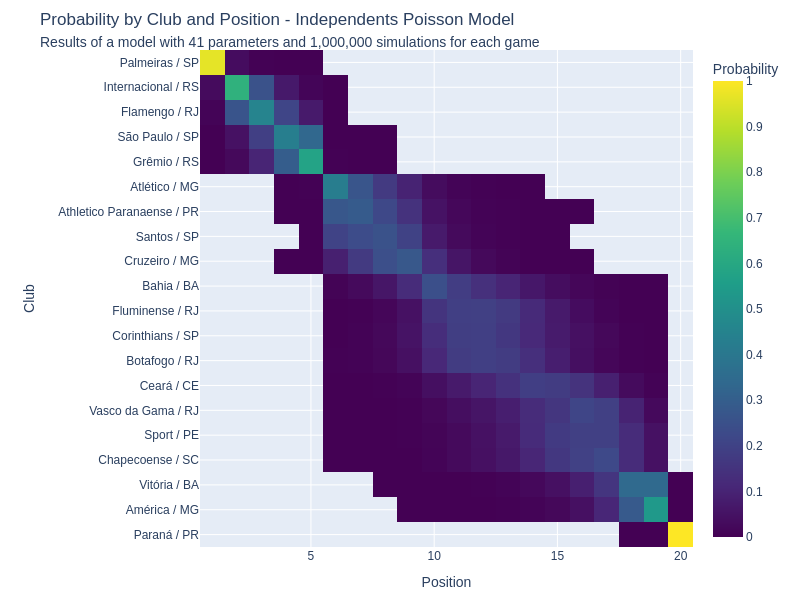 Probability by Club and Position - Independents Poisson Model
Results of a model with 41 parameters and 1,000,000 simulations for each game
Probability
Palmeiras / SP
Internacional / RS
Flamengo / RJ
São Paulo / SP
Grêmio / RS
Atlético / MG
Athletico Paranaense / PR
Santos / SP
Cruzeiro / MG
Bahia / BA
Fluminense / RJ
Corinthians / SP
Botafogo / RJ
Ceará / CE
Vasco da Gama / RJ
Sport / PE
Chapecoense / SC
Vitória / BA
América / MG
Paraná / PR
Club
5
10
15
20
Position
1
0.9
0.8
0.7
0.6
0.5
0.4
0.3
0.2
0.1
0